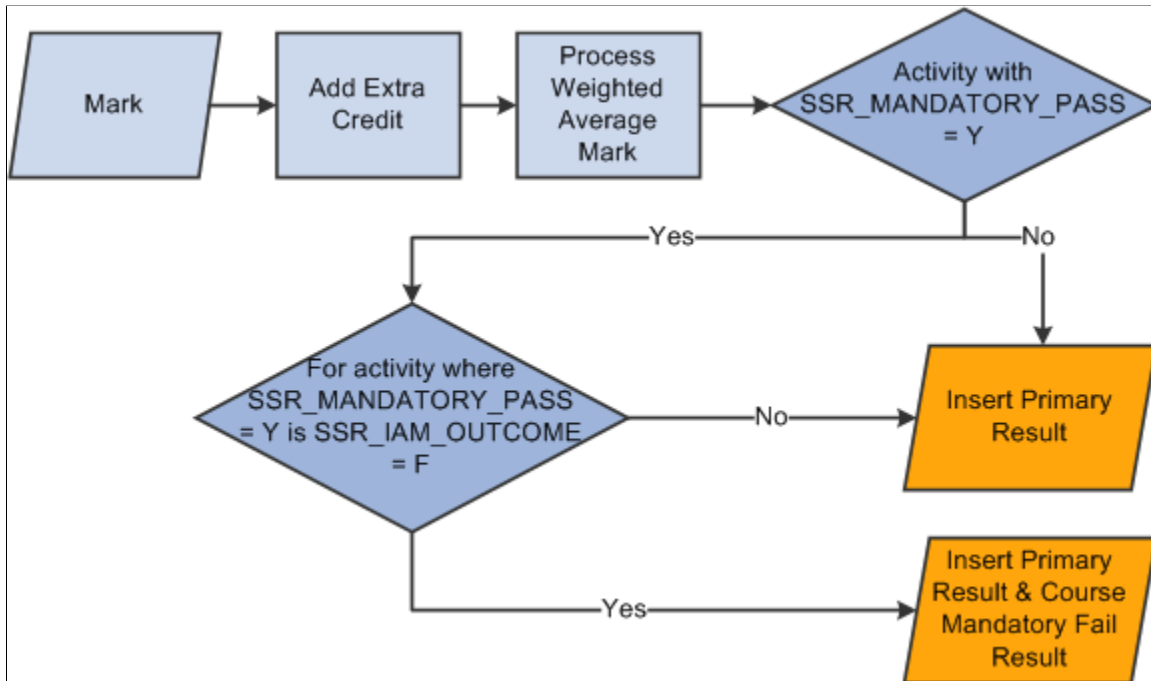 Mark
Add Extra
Credit
Process
Weighted
Average
Mark
Activity with
SSR_MANDATORY_PASS
= Y
Yes
No
For activity where
SSR_MANDATORY_PASS
= Y is SSR_IAM_OUTCOME
= F
No
Insert Primary
Result
Yes
Insert Primary
Result & Course
Mandatory Fail
Result